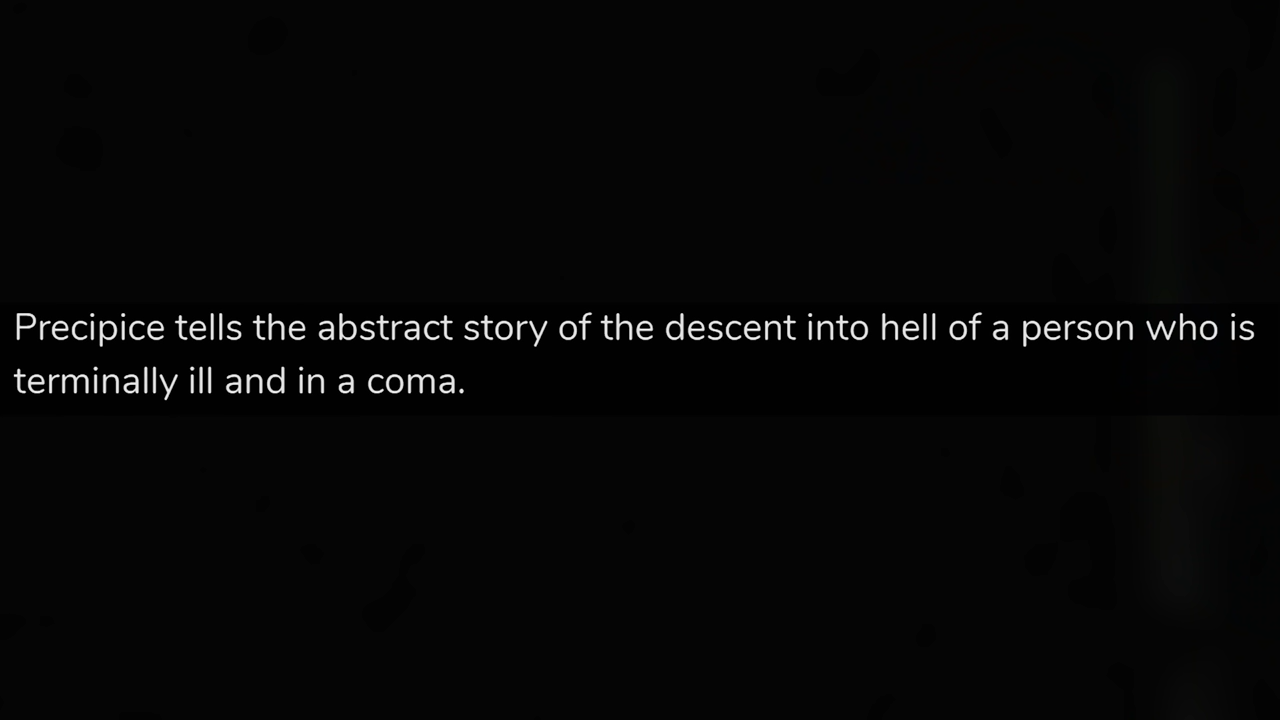 Precipice tells the abstract story of the descent into hell of a person who is
terminally ill and in a coma.